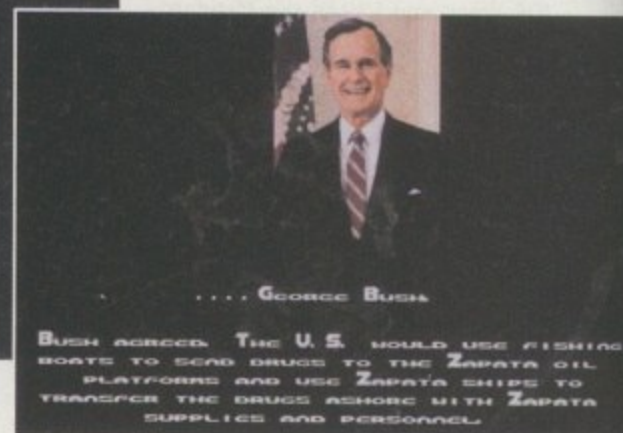 .... George Bush
Bush agreed. The U. S. would use fishing
boats to send drugs to the Zapata oil
platforms and use Zapata ships to
transfer the drugs ashore with Zapata
supplies and personnel.